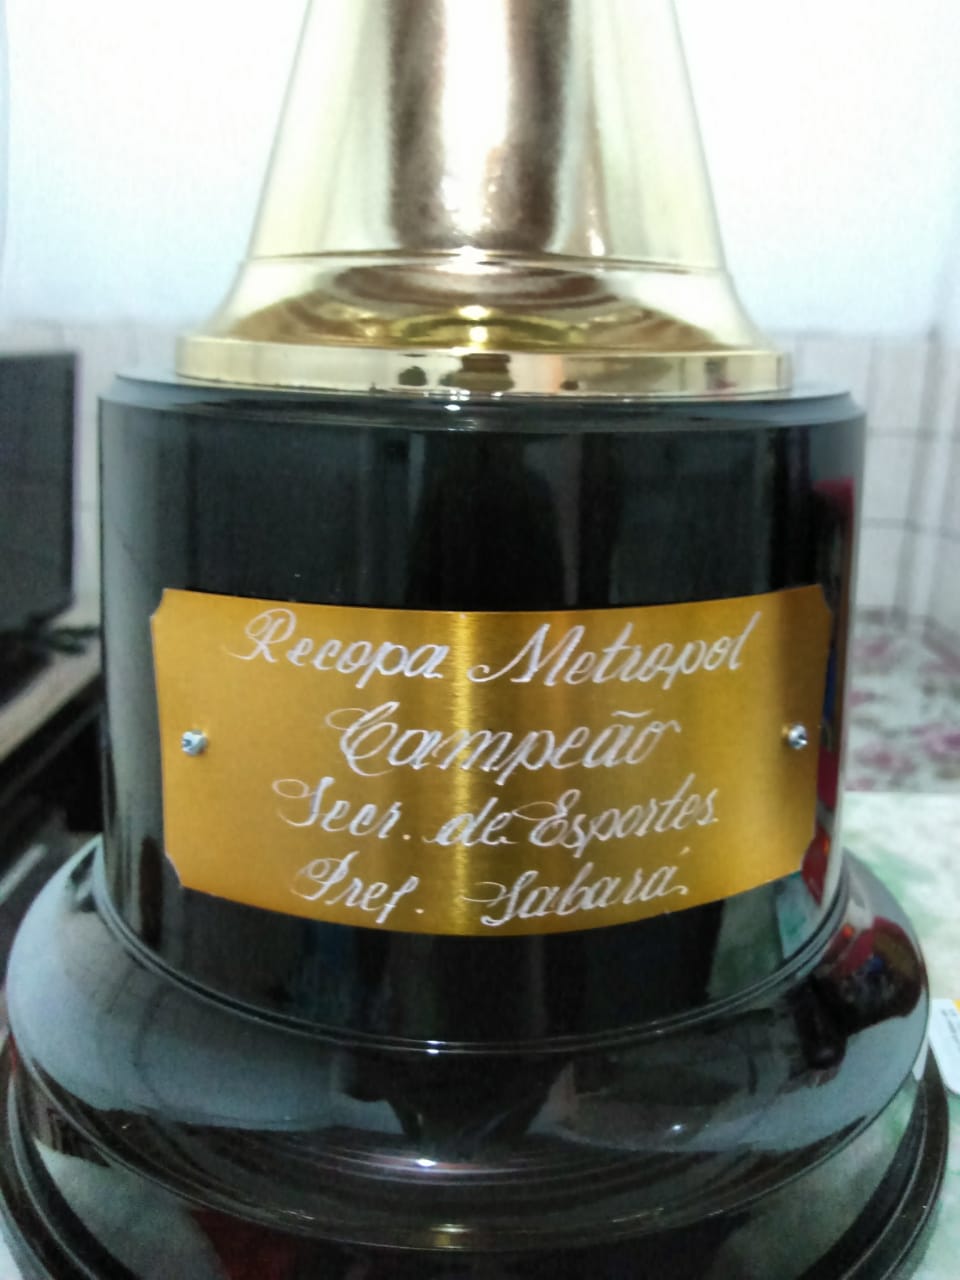 Recopa Metropol
Campeão
Secr. de Esportes
Pref. Sabará